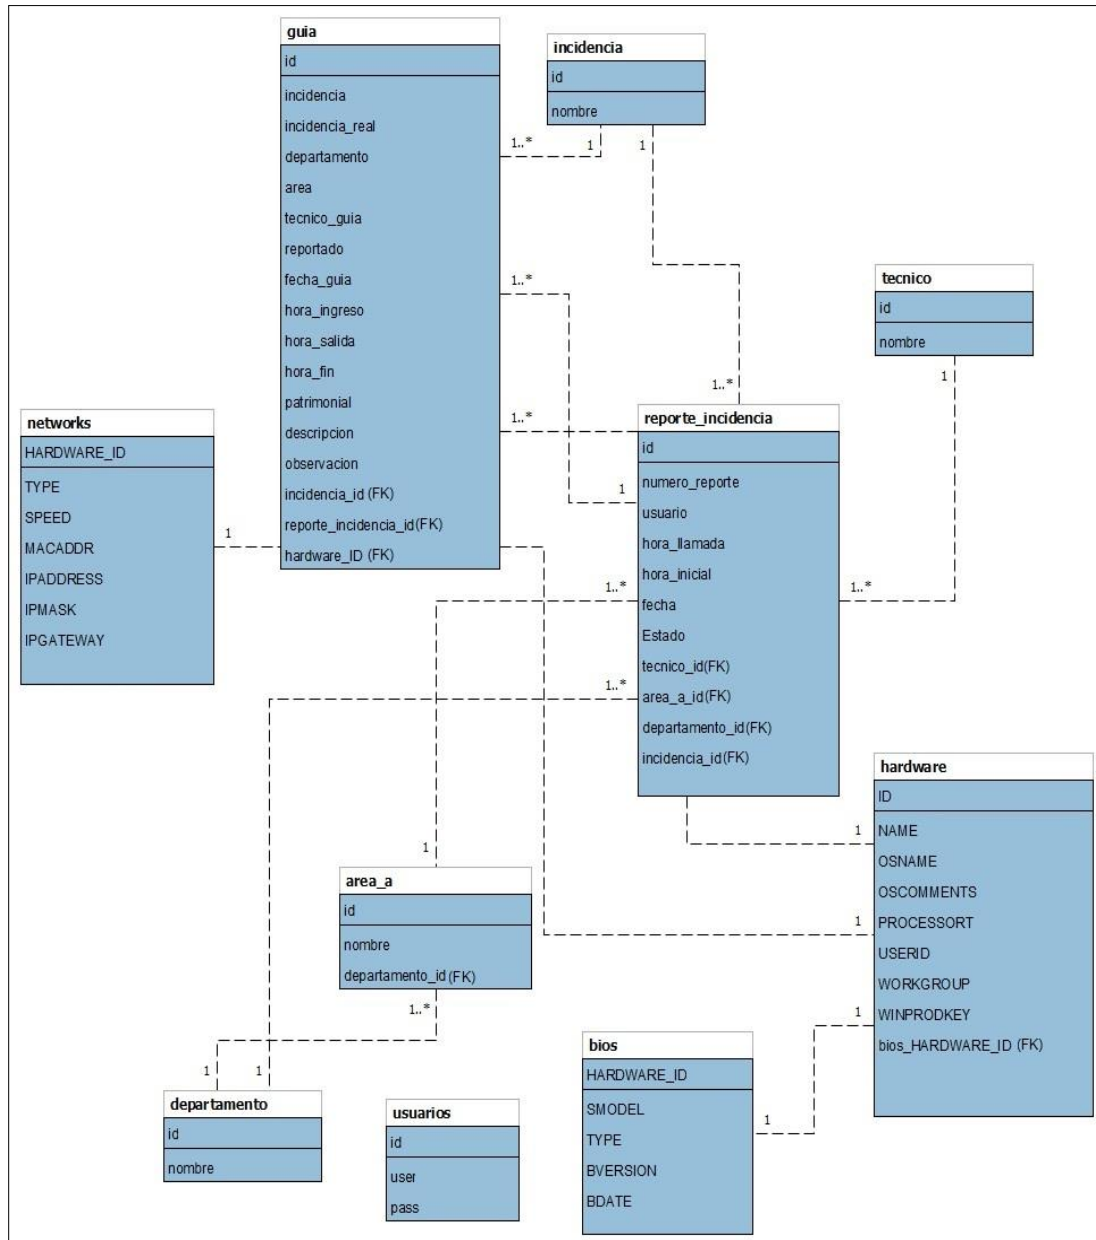 guia
id
incidencia
incidencia_real
departamento
area
tecnico_guia
reportado
fecha_guia
hora_ingreso
hora_salida
hora_fin
patrimonial
descripcion
observacion
incidencia_id (FK)
reporte_incidencia_id(FK)
hardware_ID (FK)
incidencia
id
nombre
1..*
1
1
1..*
1..*
1..*
1
tecnico
id
nombre
1
networks
HARDWARE_ID
TYPE
SPEED
MACADDR
IPADDRESS
IPMASK
IPGATEWAY
1
reporte_incidencia
id
numero_reporte
usuario
hora_llamada
hora_inicial
fecha
Estado
tecnico_id(FK)
area_a_id(FK)
departamento_id(FK)
incidencia_id(FK)
1..*
1..*
1..*
hardware
ID
NAME
OSNAME
OSCOMMENTS
PROCESSORT
USERID
WORKGROUP
WINPRODKEY
bios_HARDWARE_ID (FK)
1
1
1
1
area_a
id
nombre
departamento_id(FK)
1..*
1
1
departamento
id
nombre
usuarios
id
user
pass
bios
HARDWARE_ID
SMODEL
TYPE
BVERSION
BDATE
1